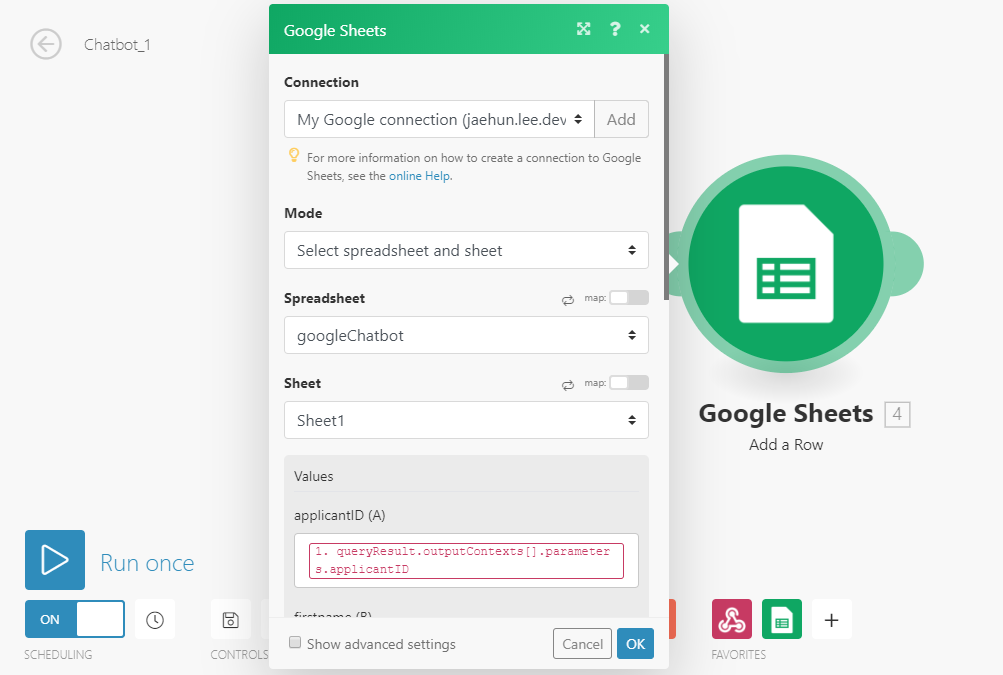 Chatbot_1
Google Sheets
?
Connection
My Google connection (jaehun.lee.dev
Add
For more information on how to create a connection to Google
Sheets, see the online Help.
Mode
Select spreadsheet and sheet
Spreadsheet
map:
googleChatbot
Sheet
map:
Sheet1
Values
applicantID (A)
1. queryResult.outputContexts[].parameter
s.applicantID
firstname (B)
Show advanced settings
Cancel
OK
Google Sheets 4
Add a Row
Run once
ON
SCHEDULING
CONTROLS
FAVORITES